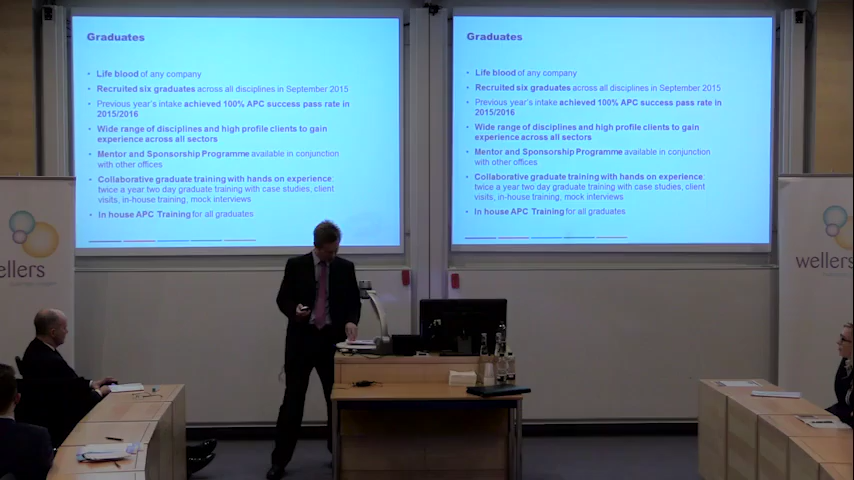 Graduates
• Life blood of any company
• Recruited six graduates across all disciplines in September 2015
• Previous year's intake achieved 100% APC success pass rate in
2015/2016
• Wide range of disciplines and high profile clients to gain
experience across all sectors
• Mentor and Sponsorship Programme available in conjunction
with other offices
• Collaborative graduate training with hands on experience:
twice a year two day graduate training with case studies, client
visits, in-house training, mock interviews
• In house APC Training for all graduates
Graduates
• Life blood of any company
• Recruited six graduates across all disciplines in September 2015
• Previous year's intake achieved 100% APC success pass rate in
2015/2016
• Wide range of disciplines and high profile clients to gain
experience across all sectors
• Mentor and Sponsorship Programme available in conjunction
with other offices
• Collaborative graduate training with hands on experience:
twice a year two day graduate training with case studies, client
visits, in-house training, mock interviews
• In house APC Training for all graduates
ellers
wellers